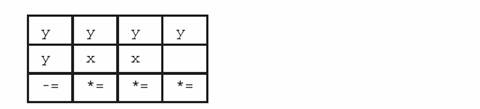 y y y y
y x x
-= *= *= *=